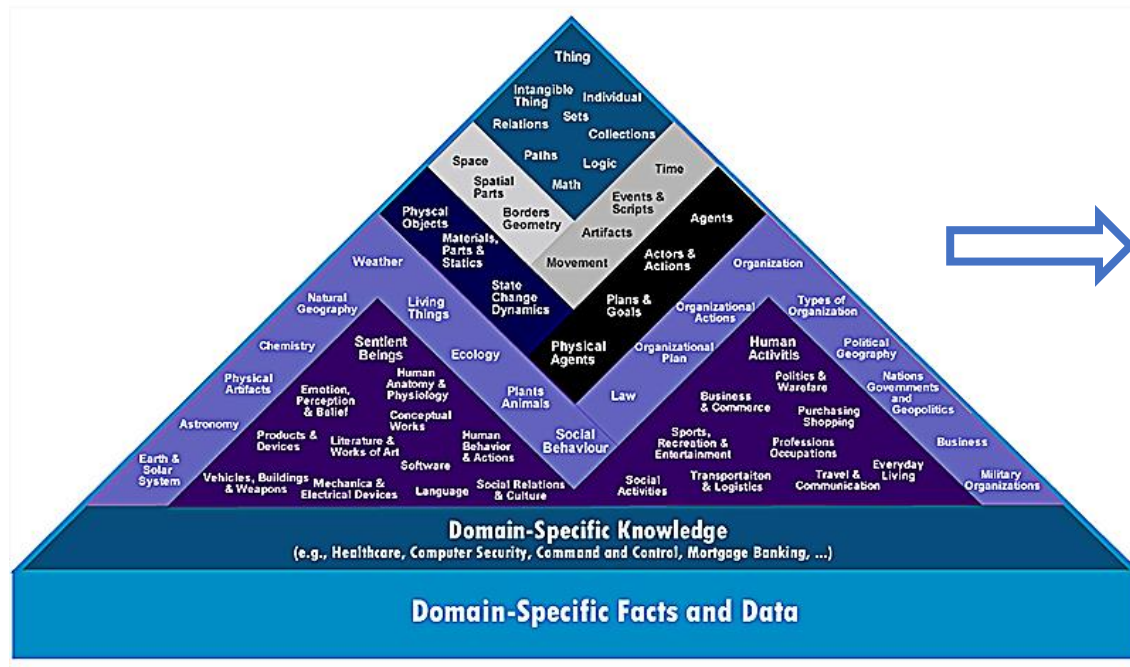 Thing
Intangible
Thing
Individual
Sets
Relations
Collections
Paths
Logic
Math
Space
Spatial
Parts
Borders
Geometry
Time
Events &
Scripts
Artifacts
Movement
Physcal
Objects
Materials,
Parts &
Statics
State
Change
Dynamics
Agents
Actors &
Actions
Plans &
Goals
Physical
Agents
Weather
Natural
Geography
Chemistry
Physical
Artifacts
Astronomy
Earth &
Solar
System
Living
Things
Ecology
Plants
Animals
Social
Behaviour
Organization
Organizational
Actions
Organizational
Plan
Law
Types of
Organization
Political
Geography
Nations
Governments
and
Geopolitics
Business
Military
Organizations
Sentient
Beings
Human
Anatomy &
Physiology
Emotion,
Perception
& Belief
Conceptual
Works
Products &
Devices
Literature &
Works of Art
Human
Behavior
& Actions
Software
Vehicles, Buildings
& Weapons
Mechanica &
Electrical Devices
Language
Social Relations
& Culture
Human
Activitis
Politics &
Warefare
Business
& Commerce
Purchasing
Shopping
Sports,
Recreation &
Entertainment
Professions
Occupations
Everyday
Living
Social
Activities
Transportaiton
& Logistics
Travel &
Communication
Domain-Specific Knowledge
(e.g., Healthcare, Computer Security, Command and Control, Mortgage Banking, ...)
Domain-Specific Facts and Data